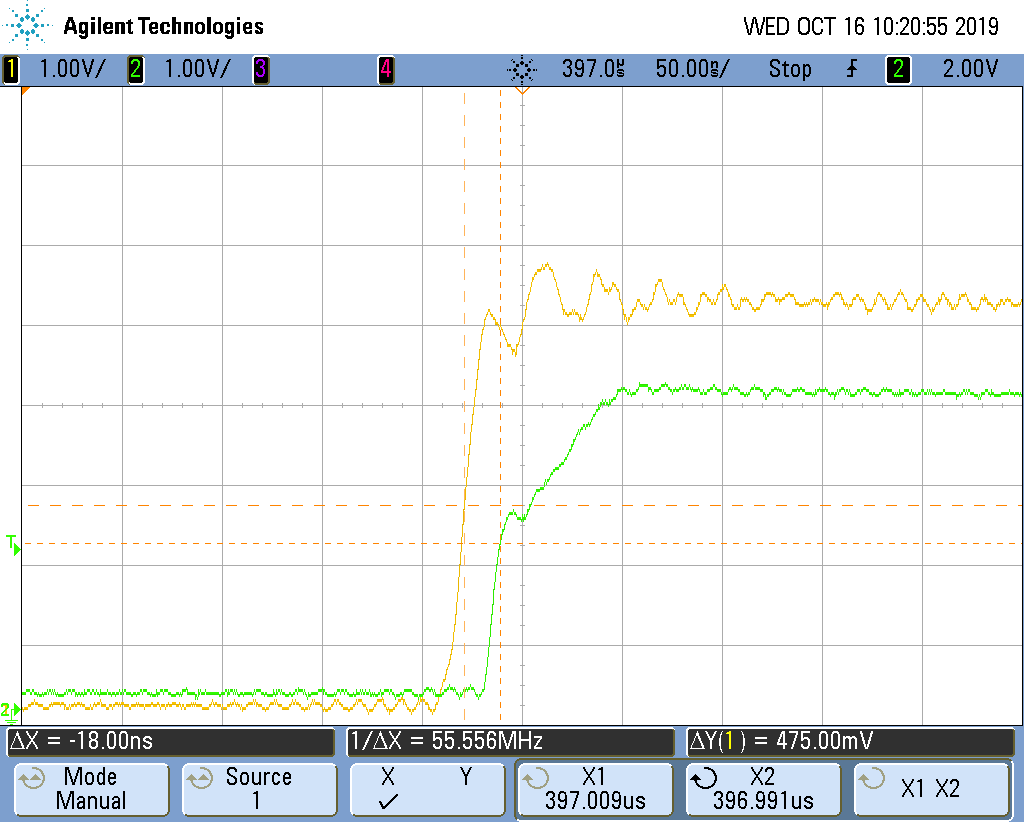 Agilent Technologies WED OCT 16 10:20:55 2019
1 1.00V/ 2 1.00V/ 3 4 397.0µs 50.00ns/ Stop 2 2.00V
T
2
ΔX = -18.00ns 1/ΔX = 55.556MHz ΔY(1) = 475.00mV
Mode Source X Y X1 X2 X1 X2
Manual 1 397.009us 396.991us